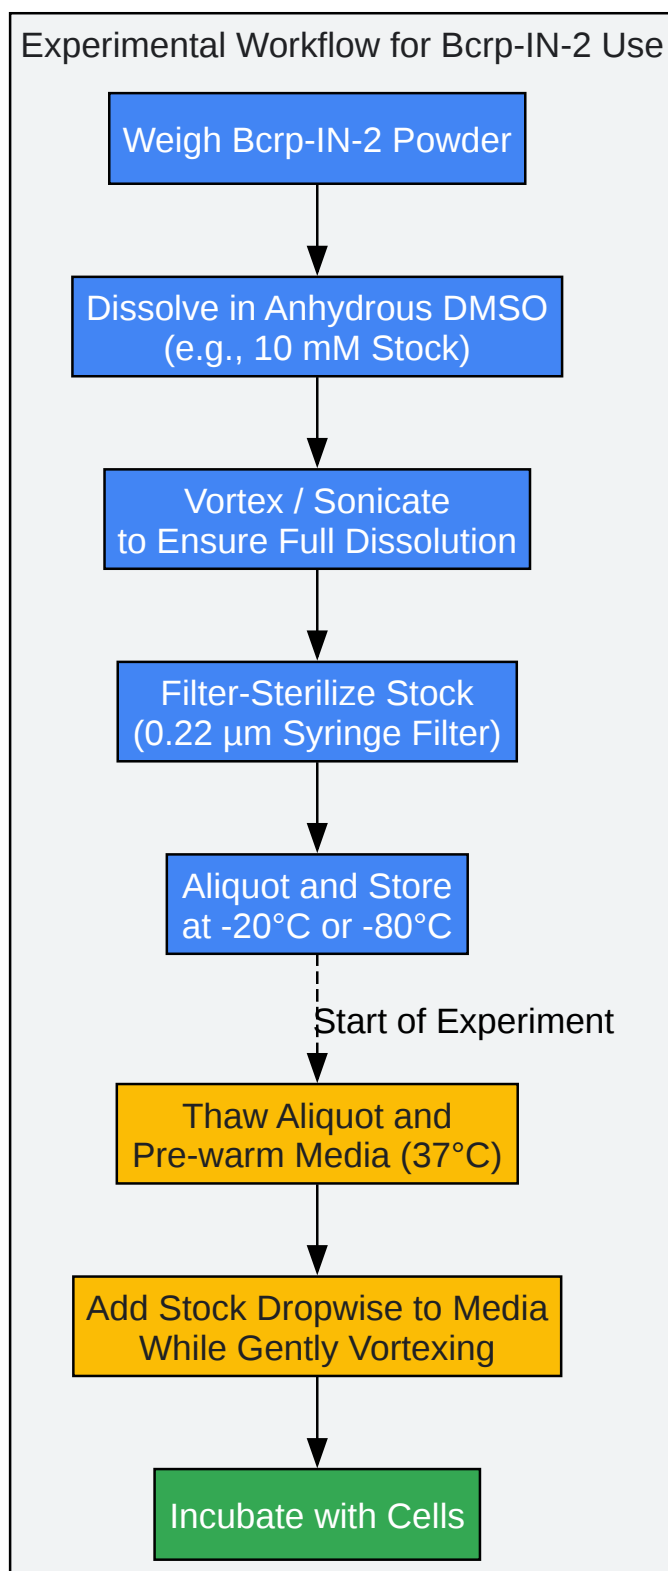 Experimental Workflow for Bcrp-IN-2 Use
Weigh Bcrp-IN-2 Powder
Dissolve in Anhydrous DMSO
(e.g., 10 mM Stock)
Vortex / Sonicate
to Ensure Full Dissolution
Filter-Sterilize Stock
(0.22 µm Syringe Filter)
Aliquot and Store
at -20°C or -80°C
Start of Experiment
Thaw Aliquot and
Pre-warm Media (37°C)
Add Stock Dropwise to Media
While Gently Vortexing
Incubate with Cells